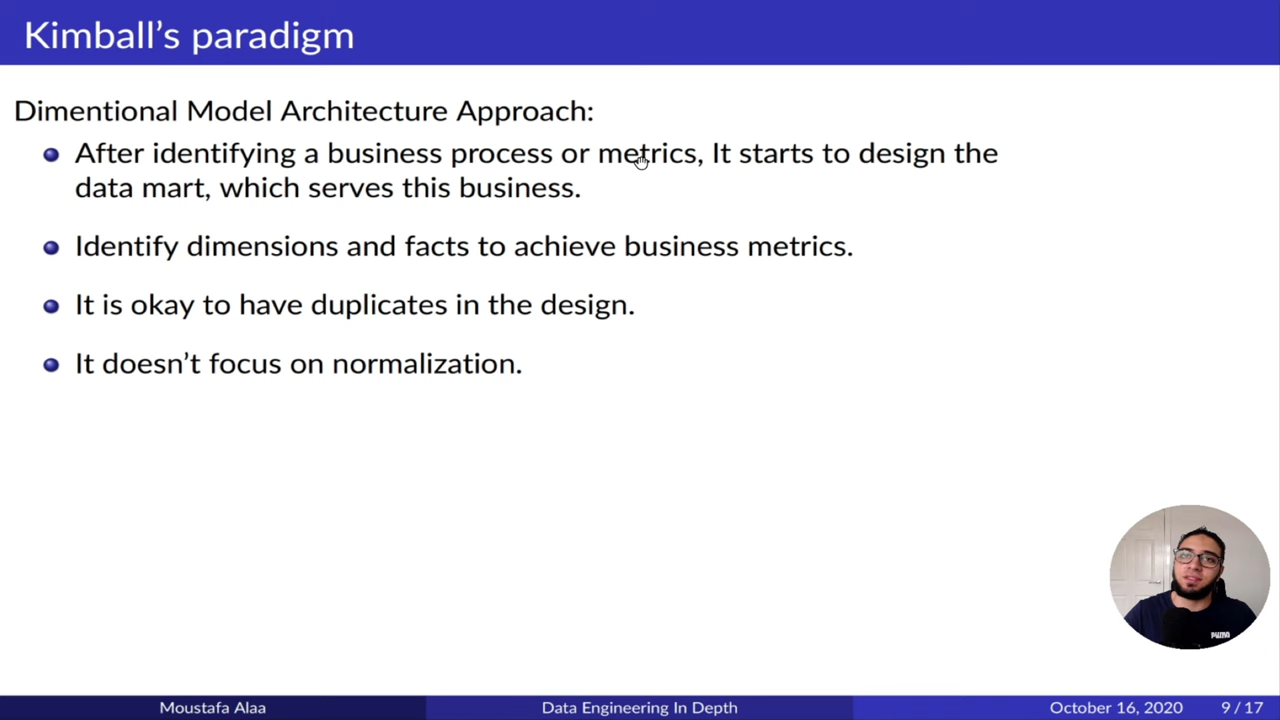 Kimball's paradigm
Dimentional Model Architecture Approach:
After identifying a business process or metrics, It starts to design the
data mart, which serves this business.
Identify dimensions and facts to achieve business metrics.
It is okay to have duplicates in the design.
It doesn't focus on normalization.
PUMA
Moustafa Alaa
Data Engineering In Depth
October 16, 2020
9 / 17